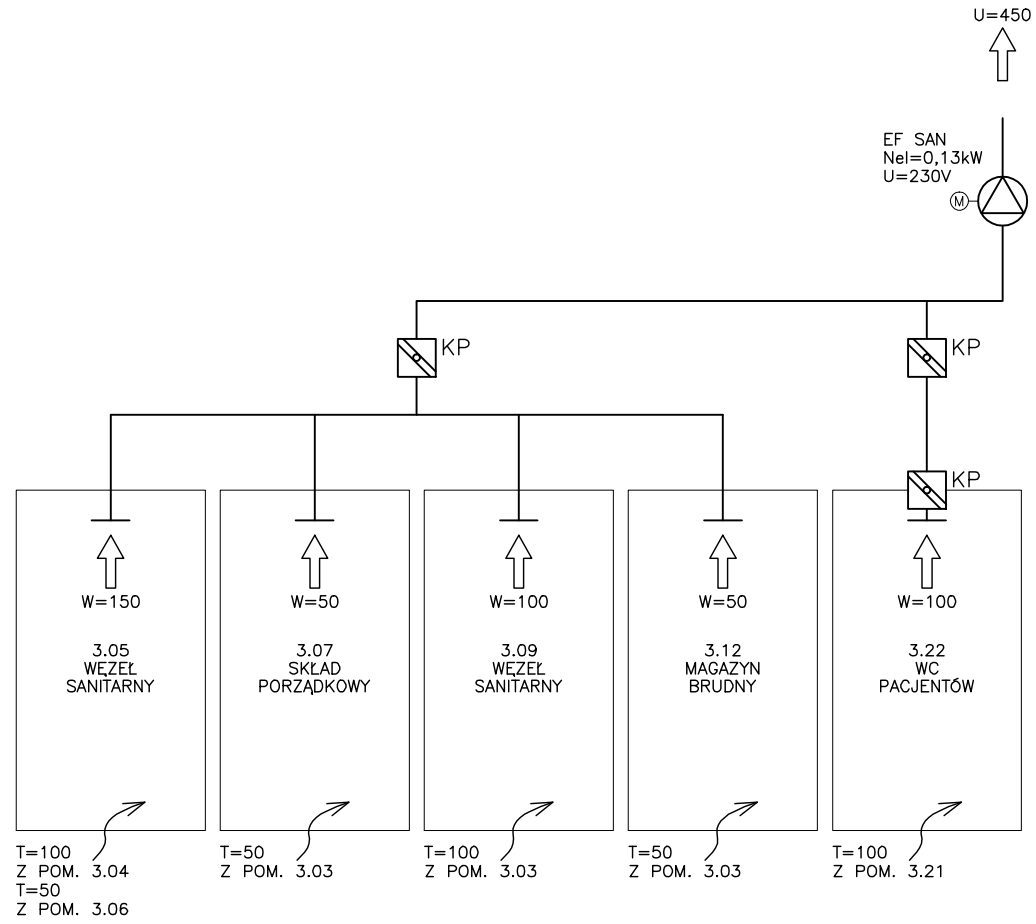 U=450
EF SAN
Nel=0,13kW
U=230V
M
KP
KP
KP
W=150
3.05
WĘZEŁ
SANITARNY
W=50
3.07
SKŁAD
PORZĄDKOWY
W=100
3.09
WĘZEŁ
SANITARNY
W=50
3.12
MAGAZYN
BRUDNY
W=100
3.22
WC
PACJENTÓW
T=100
Z POM. 3.04
T=50
Z POM. 3.06
T=50
Z POM. 3.03
T=100
Z POM. 3.03
T=50
Z POM. 3.03
T=100
Z POM. 3.21